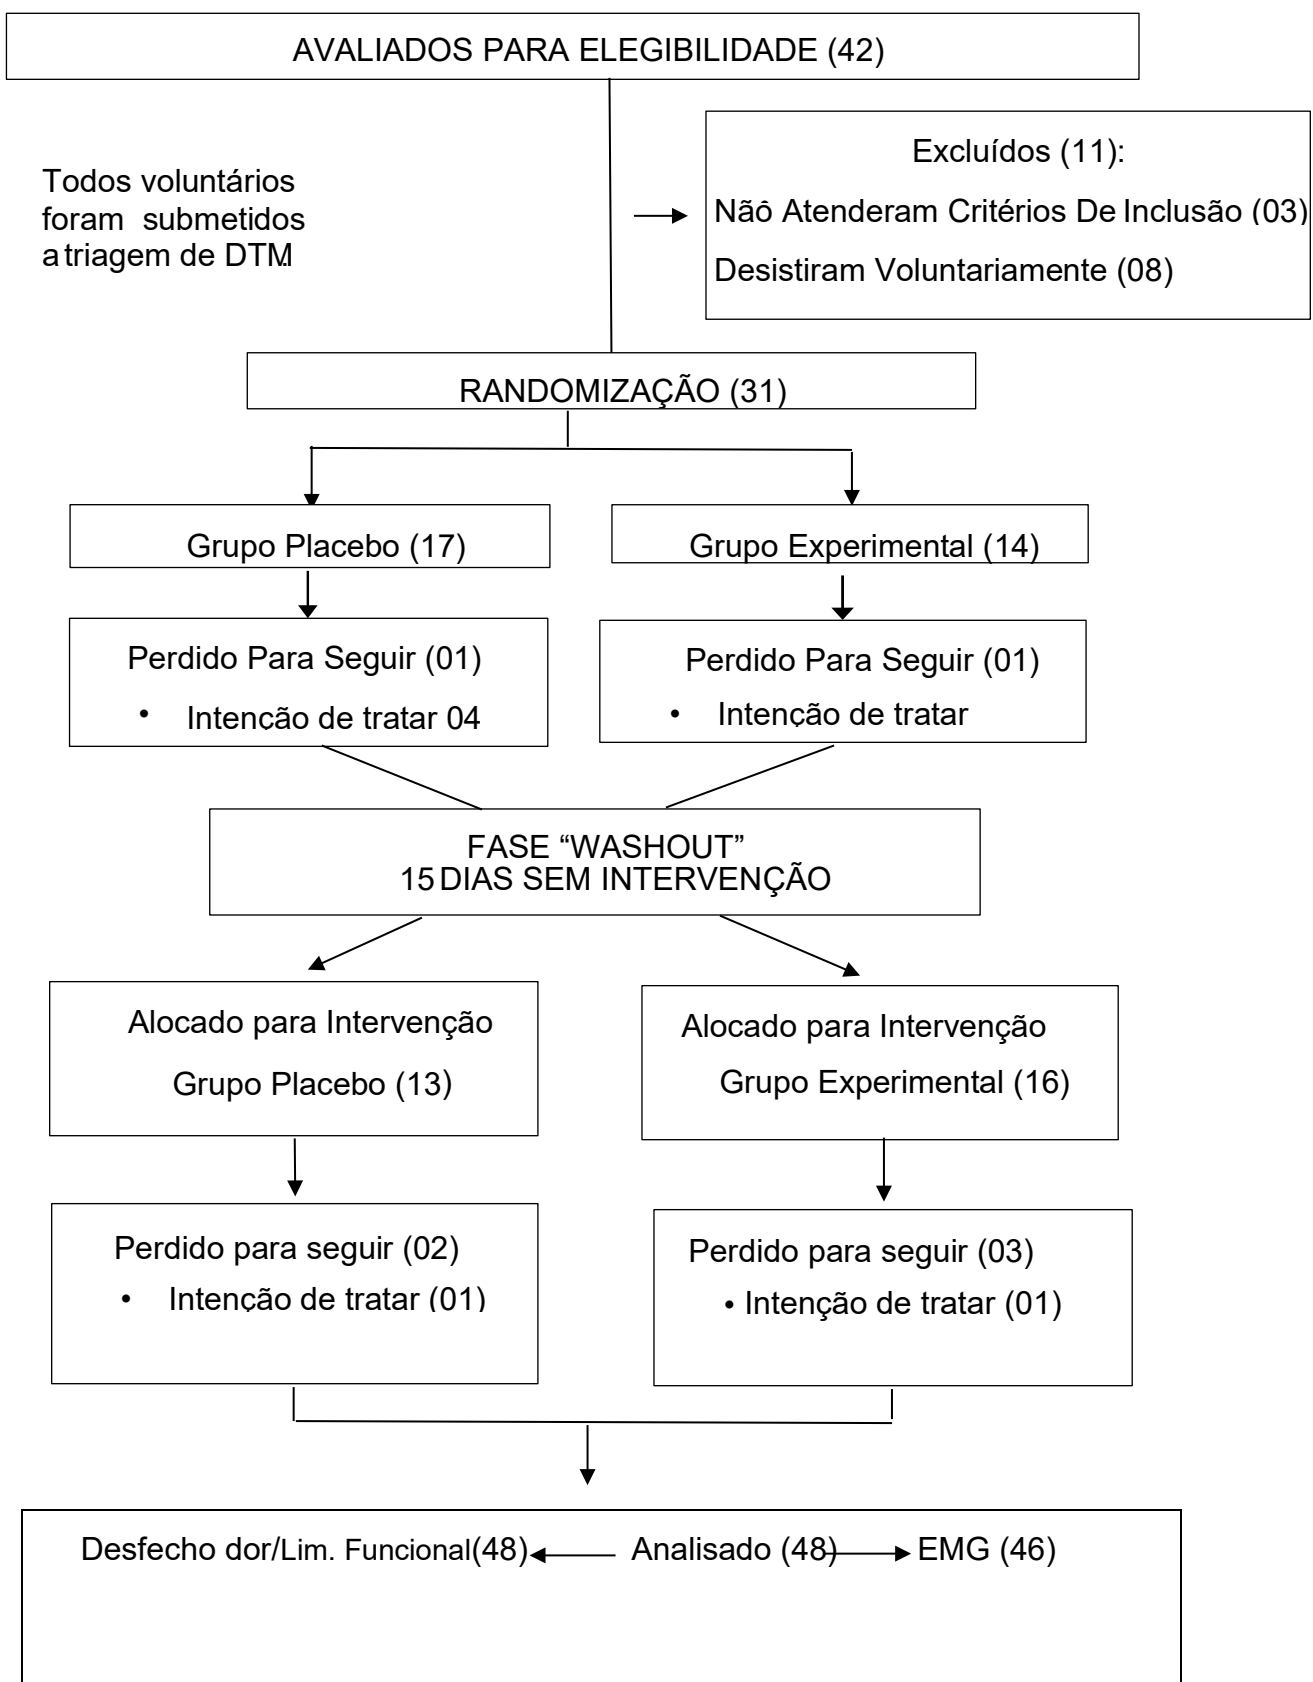 AVALIADOS PARA ELEGIBILIDADE (42)
Todos voluntários
foram submetidos
a triagem de DTM.
Excluídos (11):
Não Atenderam Critérios De Inclusão (03)
Desistiram Voluntariamente (08)
RANDOMIZAÇÃO (31)
Grupo Placebo (17)
Grupo Experimental (14)
Perdido Para Seguir (01)
• Intenção de tratar 04
Perdido Para Seguir (01)
• Intenção de tratar
FASE “WASHOUT”
15 DIAS SEM INTERVENÇÃO
Alocado para Intervenção
Grupo Placebo (13)
Alocado para Intervenção
Grupo Experimental (16)
Perdido para seguir (02)
• Intenção de tratar (01)
Perdido para seguir (03)
• Intenção de tratar (01)
Desfecho dor/Lim. Funcional(48) Analisado (48) EMG (46)